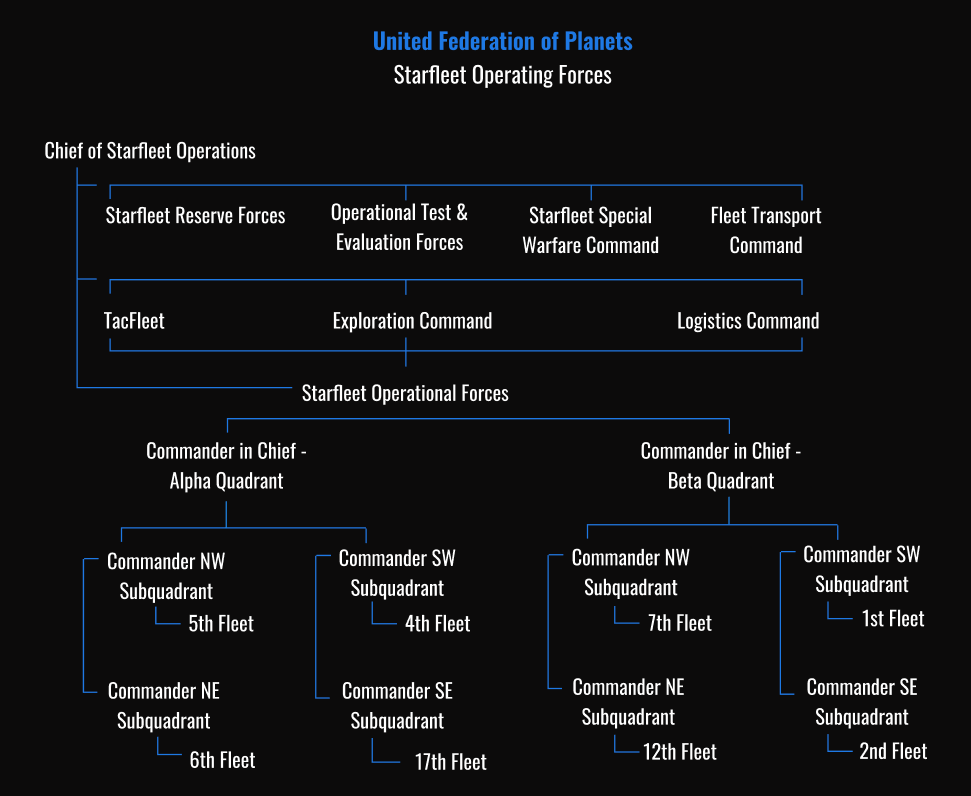 United Federation of Planets
Starfleet Operating Forces
Chief of Starfleet Operations
Starfleet Reserve Forces
Operational Test &
Evaluation Forces
Starfleet Special
Warfare Command
Fleet Transport
Command
TacFleet
Exploration Command
Logistics Command
Starfleet Operational Forces
Commander in Chief -
Alpha Quadrant
Commander in Chief -
Beta Quadrant
Commander NW
Subquadrant
5th Fleet
Commander SW
Subquadrant
4th Fleet
Commander NW
Subquadrant
7th Fleet
Commander SW
Subquadrant
1st Fleet
Commander NE
Subquadrant
6th Fleet
Commander SE
Subquadrant
17th Fleet
Commander NE
Subquadrant
12th Fleet
Commander SE
Subquadrant
2nd Fleet